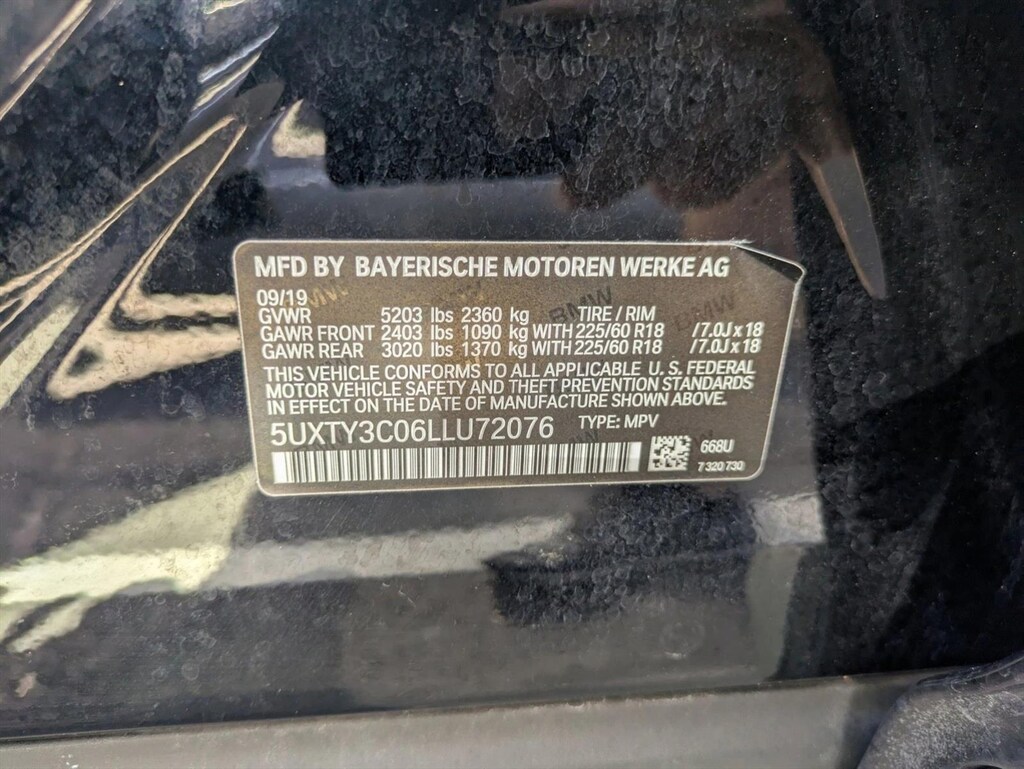 MFD BY BAYERISCHE MOTOREN WERKE AG
09/19
GVWR 5203 lbs 2360 kg TIRE / RIM
GAWR FRONT 2403 lbs 1090 kg WITH 225/60 R18 /7.0J x 18
GAWR REAR 3020 lbs 1370 kg WITH 225/60 R18 /7.0J x 18
THIS VEHICLE CONFORMS TO ALL APPLICABLE U. S. FEDERAL
MOTOR VEHICLE SAFETY AND THEFT PREVENTION STANDARDS
IN EFFECT ON THE DATE OF MANUFACTURE SHOWN ABOVE.
5UXTY3C06LLU72076 TYPE: MPV
668U
7 320 730
BMW
BMW